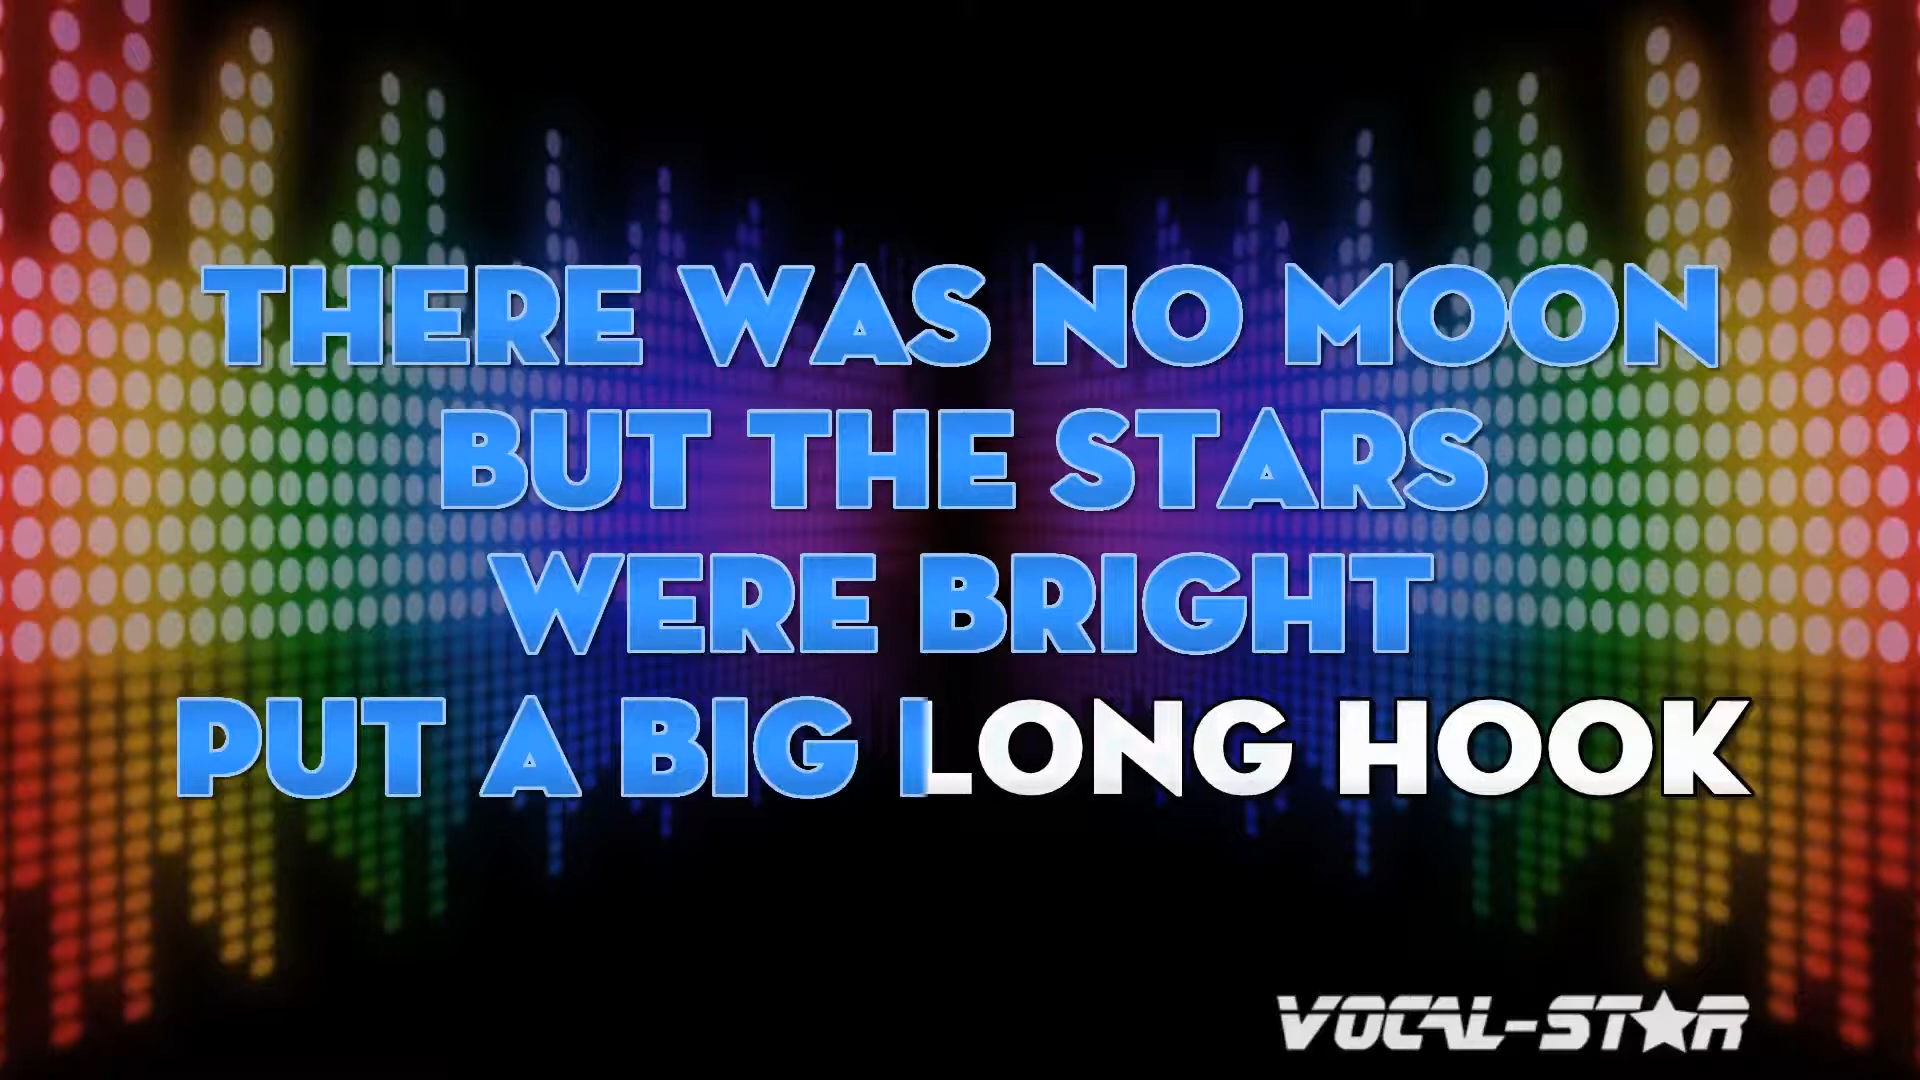 THERE WAS NO MOON
BUT THE STARS
WERE BRIGHT
PUT A BIG LONG HOOK
VOCAL-STAR